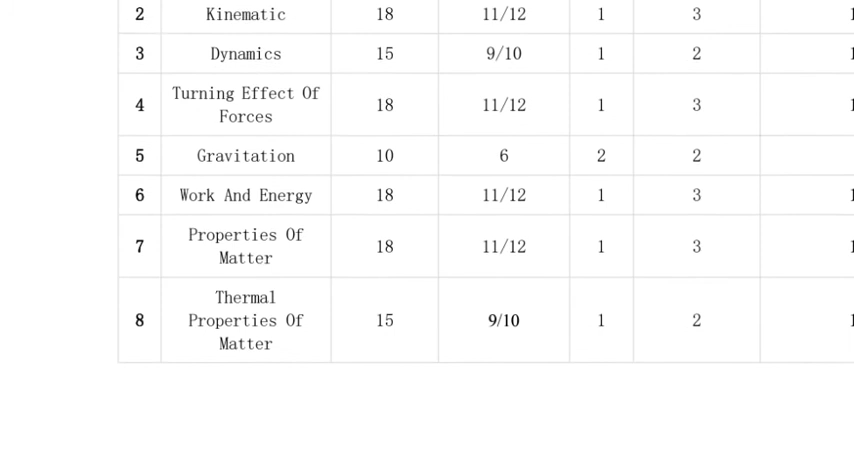 2 Kinematic 18 11/12 1 3
3 Dynamics 15 9/10 1 2
4 Turning Effect Of Forces 18 11/12 1 3
5 Gravitation 10 6 2 2
6 Work And Energy 18 11/12 1 3
7 Properties Of Matter 18 11/12 1 3
8 Thermal Properties Of Matter 15 9/10 1 2